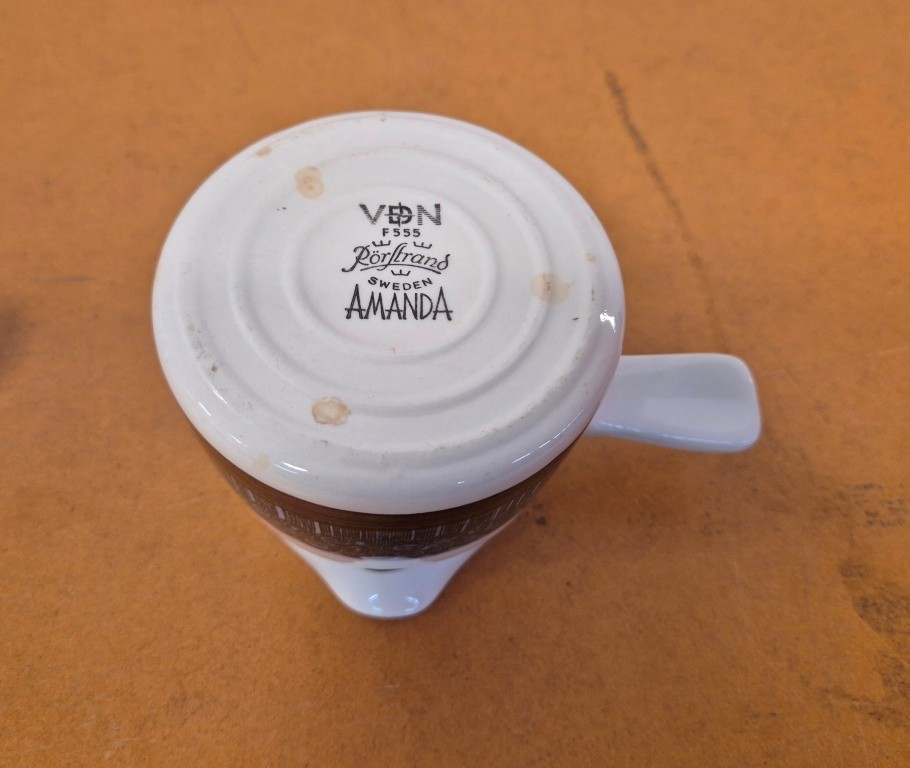 VDN
F555
Rörstrand
SWEDEN
AMANDA